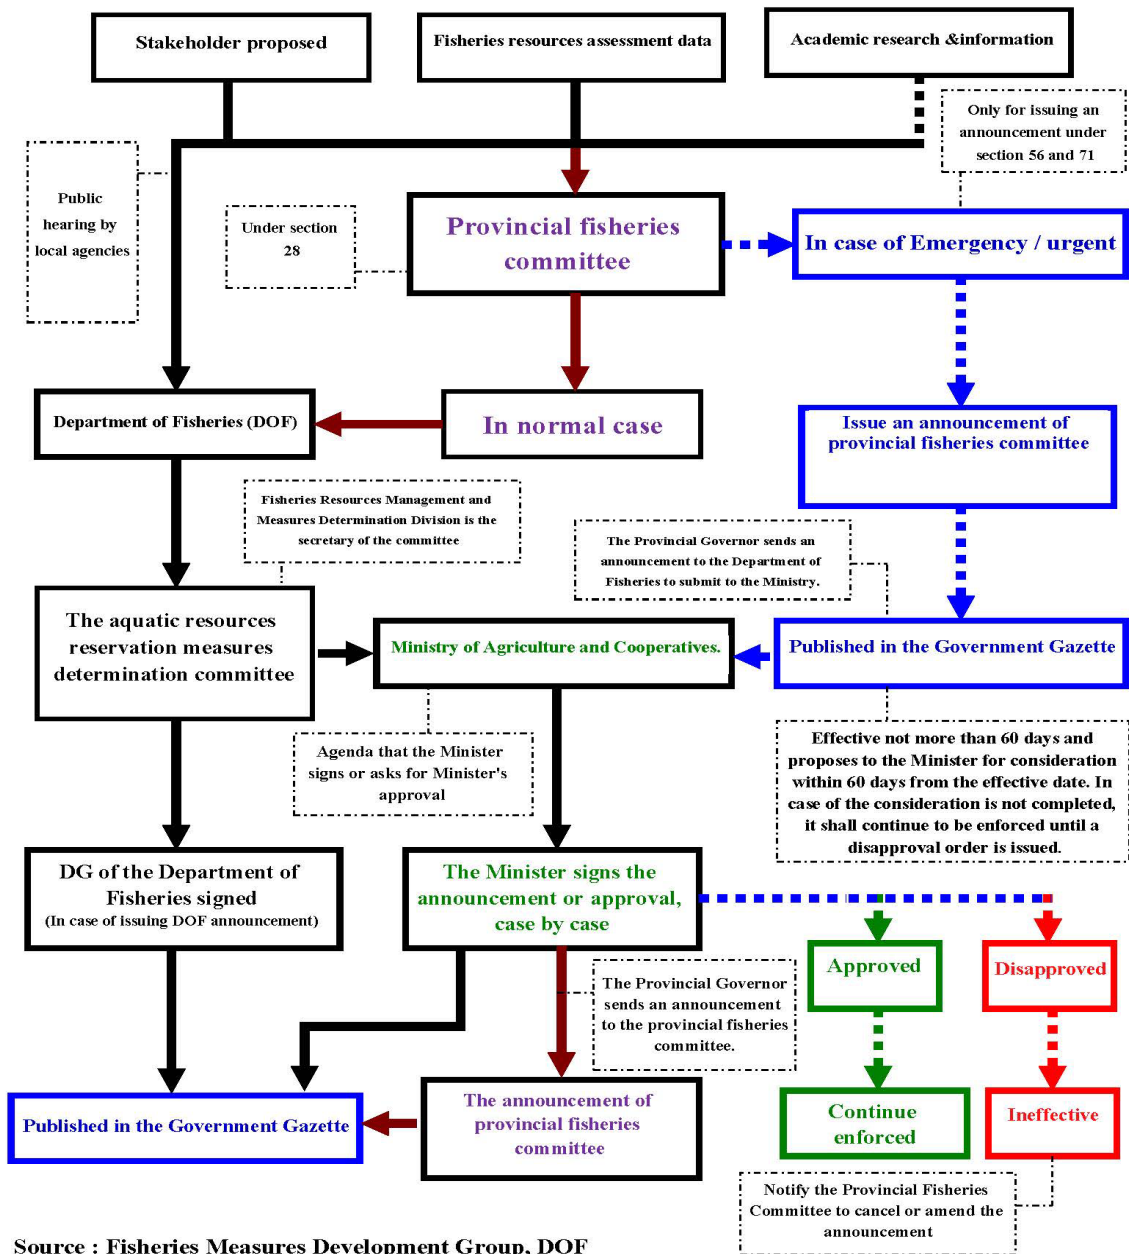 Stakeholder proposed
Fisheries resources assessment data
Academic research &information
Only for issuing an
announcement under
section 56 and 71
Public
hearing by
local agencies
Under section
28
Provincial fisheries
committee
In case of Emergency / urgent
Department of Fisheries (DOF)
In normal case
Issue an announcement of
provincial fisheries committee
Fisheries Resources Management and
Measures Determination Division is the
secretary of the committee
The Provincial Governor sends an
announcement to the Department of
Fisheries to submit to the Ministry.
The aquatic resources
reservation measures
determination committee
Ministry of Agriculture and Cooperatives.
Published in the Government Gazette
Agenda that the Minister
signs or asks for Minister's
approval
Effective not more than 60 days and
proposes to the Minister for consideration
within 60 days from the effective date. In
case of the consideration is not completed,
it shall continue to be enforced until a
disapproval order is issued.
DG of the Department of
Fisheries signed
(In case of issuing DOF announcement)
The Minister signs the
announcement or approval,
case by case
Approved
Disapproved
The Provincial Governor
sends an announcement
to the provincial fisheries
committee.
Published in the Government Gazette
The announcement of
provincial fisheries
committee
Continue
enforced
Ineffective
Notify the Provincial Fisheries
Committee to cancel or amend the
announcement
Source : Fisheries Measures Development Group, DOF